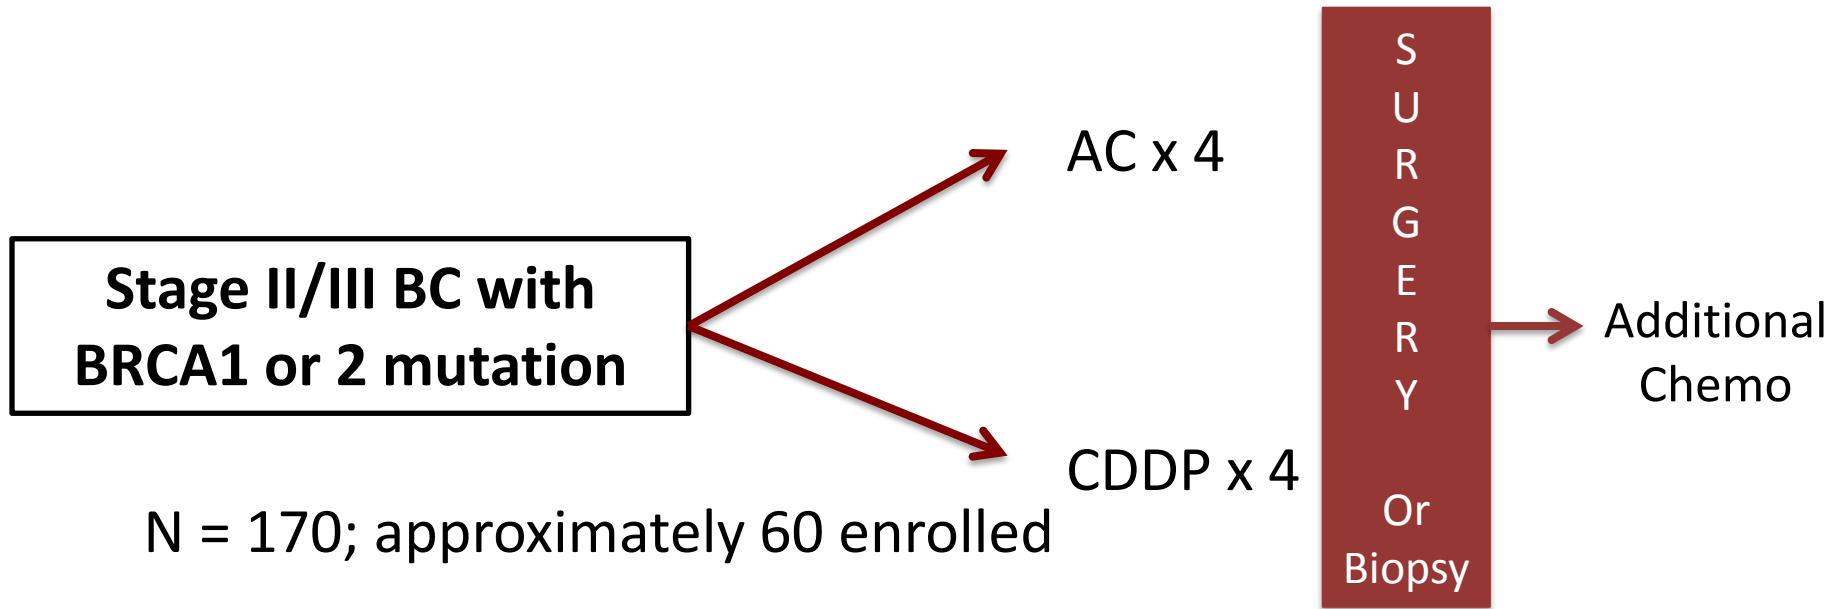 Stage II/III BC with
BRCA1 or 2 mutation
AC x 4
CDDP x 4
N = 170; approximately 60 enrolled
S
U
R
G
E
R
Y
Or
Biopsy
Additional
Chemo